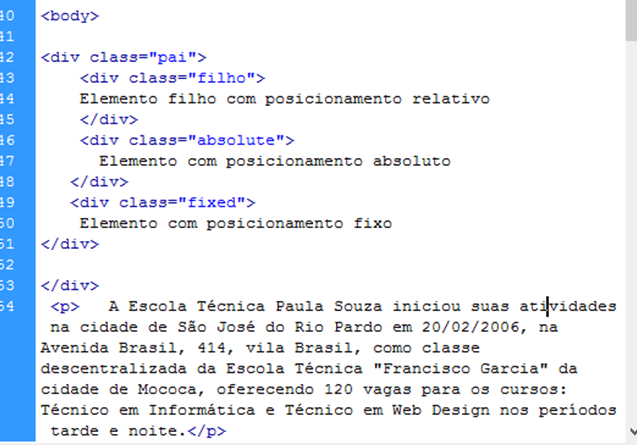 40 <body>
41
42 <div class="pai">
43 <div class="filho">
44 Elemento filho com posicionamento relativo
45 </div>
46 <div class="absolute">
47 Elemento com posicionamento absoluto
48 </div>
49 <div class="fixed">
50 Elemento com posicionamento fixo
51 </div>
52
53 </div>
54 <p> A Escola Técnica Paula Souza iniciou suas atividades
na cidade de São José do Rio Pardo em 20/02/2006, na
Avenida Brasil, 414, vila Brasil, como classe
descentralizada da Escola Técnica "Francisco Garcia" da
cidade de Mococa, oferecendo 120 vagas para os cursos:
Técnico em Informática e Técnico em Web Design nos períodos
tarde e noite.</p>